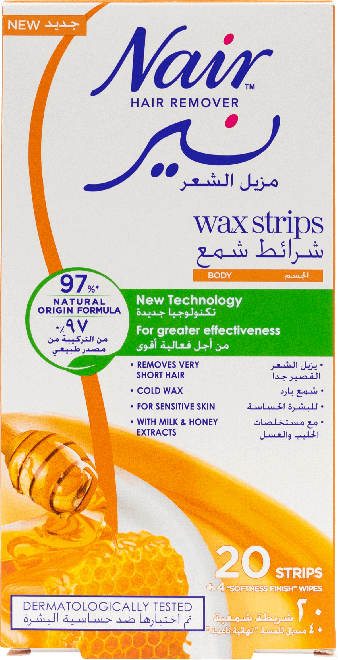 NEW جديد
Nair™
HAIR REMOVER
نير
مزيل الشعر
wax strips
شرائط شمع
BODY الجسم
97%*
NATURAL
ORIGIN FORMULA
٩٧٪*
من التركيبة من
مصدر طبيعي
New Technology
تكنولوجيا جديدة
For greater effectiveness
من أجل فعالية أقوى
• REMOVES VERY
SHORT HAIR
• يزيل الشعر
القصير جدا
• COLD WAX
• شمع بارد
• FOR SENSITIVE SKIN
• للبشرة الحساسة
• WITH MILK & HONEY
EXTRACTS
• مع مستخلصات
الحليب والعسل
20 STRIPS
+4 "SOFTNESS FINISH" WIPES
٢٠ شريطة شمعية
DERMATOLOGICALLY TESTED
تم اختبارها ضد حساسية البشرة